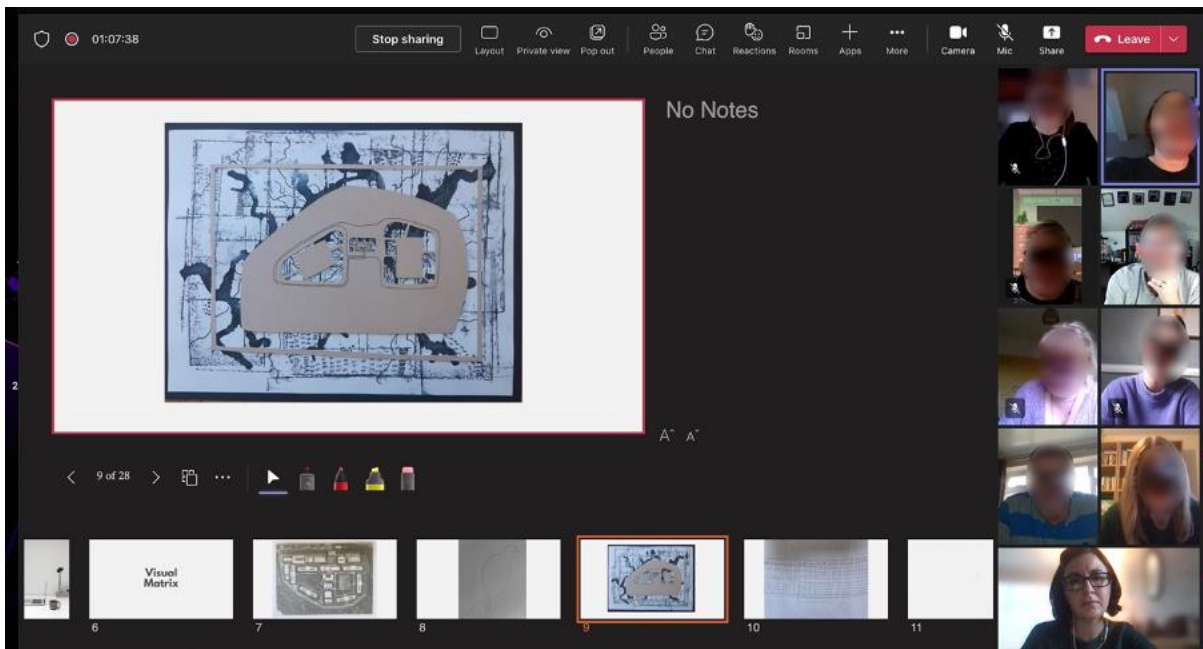 01:07:38
Stop sharing
Layout
Private view
Pop out
People
Chat
Reactions
Rooms
Apps
More
Camera
Mic
Share
Leave
No Notes
A^ A˅
9 of 28
2
Visual
Matrix
6
7
8
9
10
11